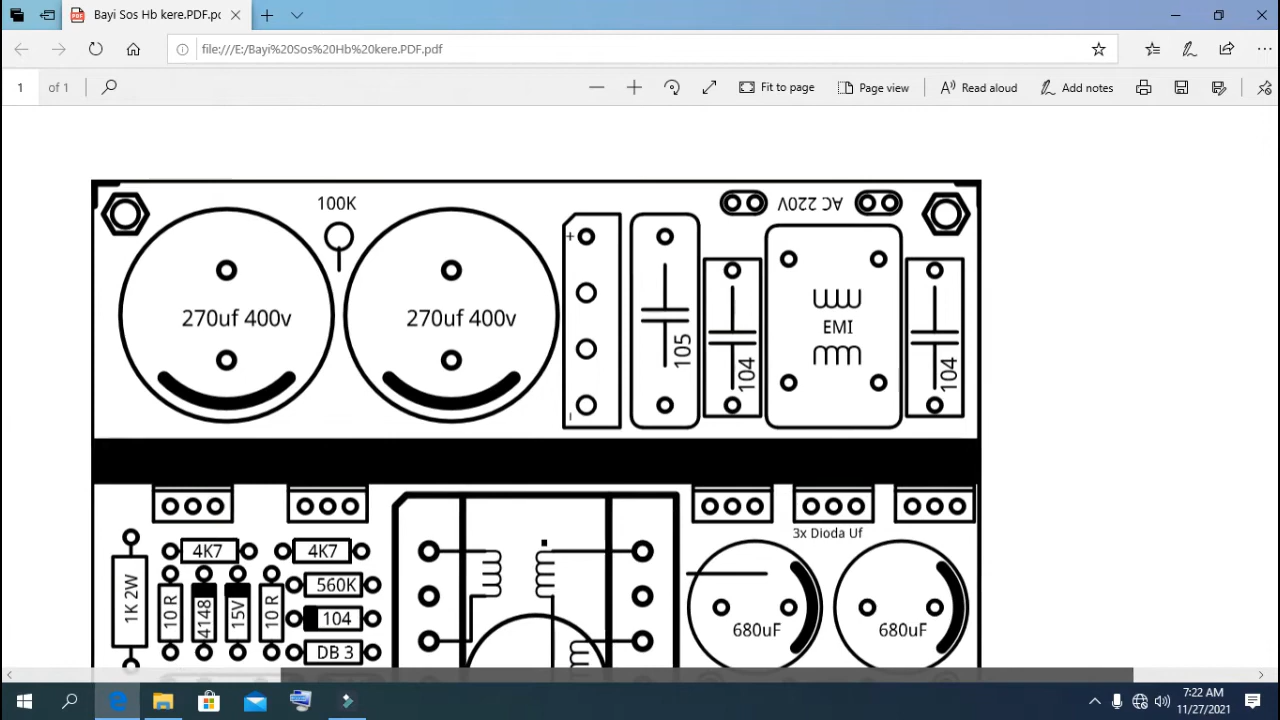 Bayi Sos Hb kere.PDF.pc
file:///E:/Bayi%20Sos%20Hb%20kere.PDF.pdf
1 of 1
Fit to page
Page view
Read aloud
Add notes
100K
AC 220V
270uf 400v
270uf 400v
+
-
105
104
EMI
104
3x Dioda Uf
4K7
4K7
1K 2W
10 R
4148
15V
10 R
560K
104
DB 3
680uF
680uF
7:22 AM
11/27/2021